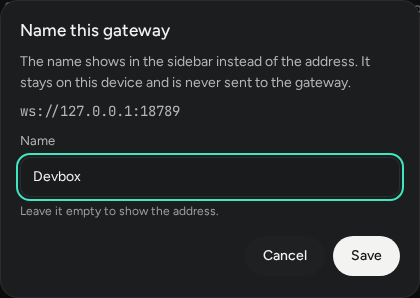 Name this gateway
The name shows in the sidebar instead of the address. It
stays on this device and is never sent to the gateway.
ws://127.0.0.1:18789
Name
Devbox
Leave it empty to show the address.
Cancel Save